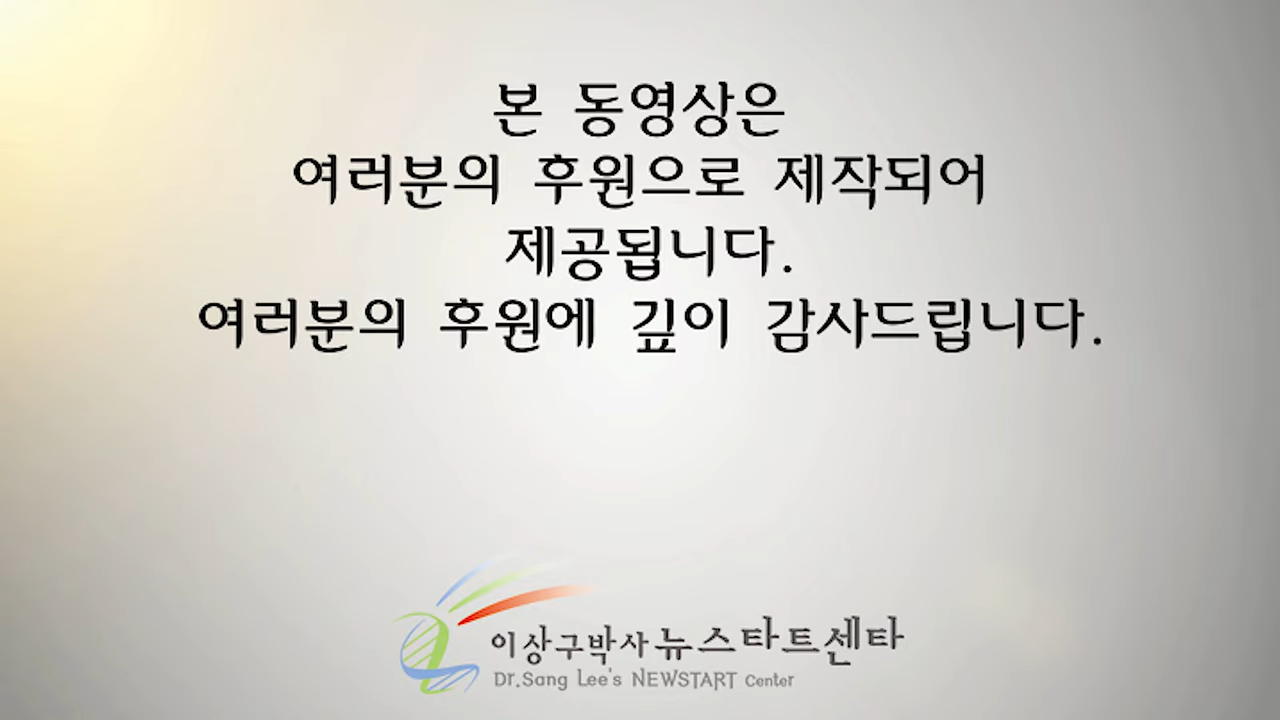 본 동영상은
여러분의 후원으로 제작되어
제공됩니다.
여러분의 후원에 깊이 감사드립니다.
이상구박사 뉴스타트센타
Dr.Sang Lee's NEWSTART Center